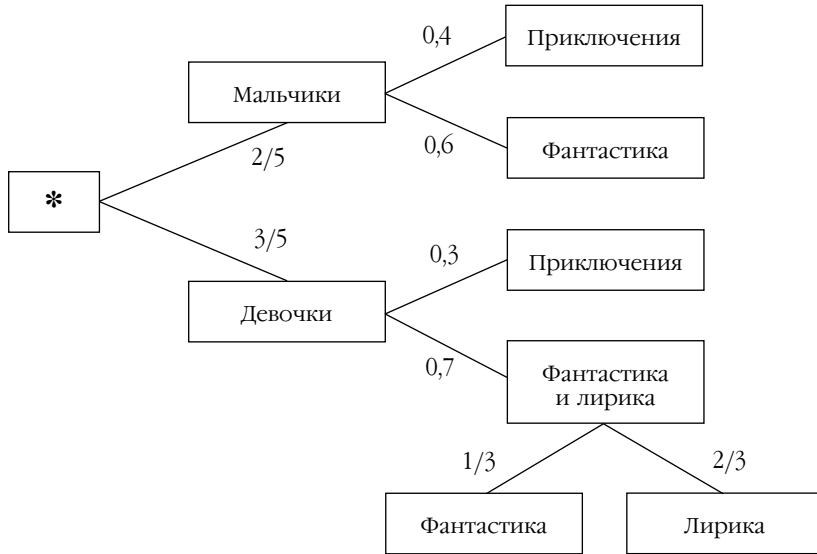 0,4
Приключения
Мальчики
0,6
Фантастика
2/5
*
3/5
0,3
Приключения
Девочки
0,7
Фантастика
и лирика
1/3
2/3
Фантастика
Лирика